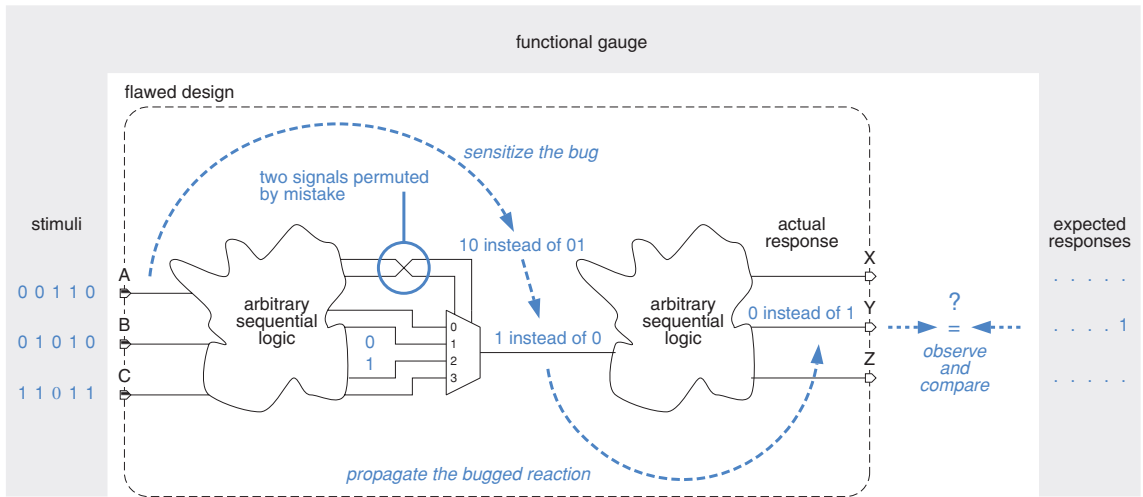 functional gauge
flawed design
sensitize the bug
two signals permuted
by mistake
stimuli
actual
response
expected
responses
10 instead of 01
A
X
0 0 1 1 0
. . . . .
arbitrary
sequential
logic
arbitrary
sequential
logic
B
0
1
2
3
0
1
0 1 0 1 0
1 instead of 0
0 instead of 1
Y
?
=
. . . . 1
observe
and
compare
C
Z
1 1 0 1 1
. . . . .
propagate the bugged reaction